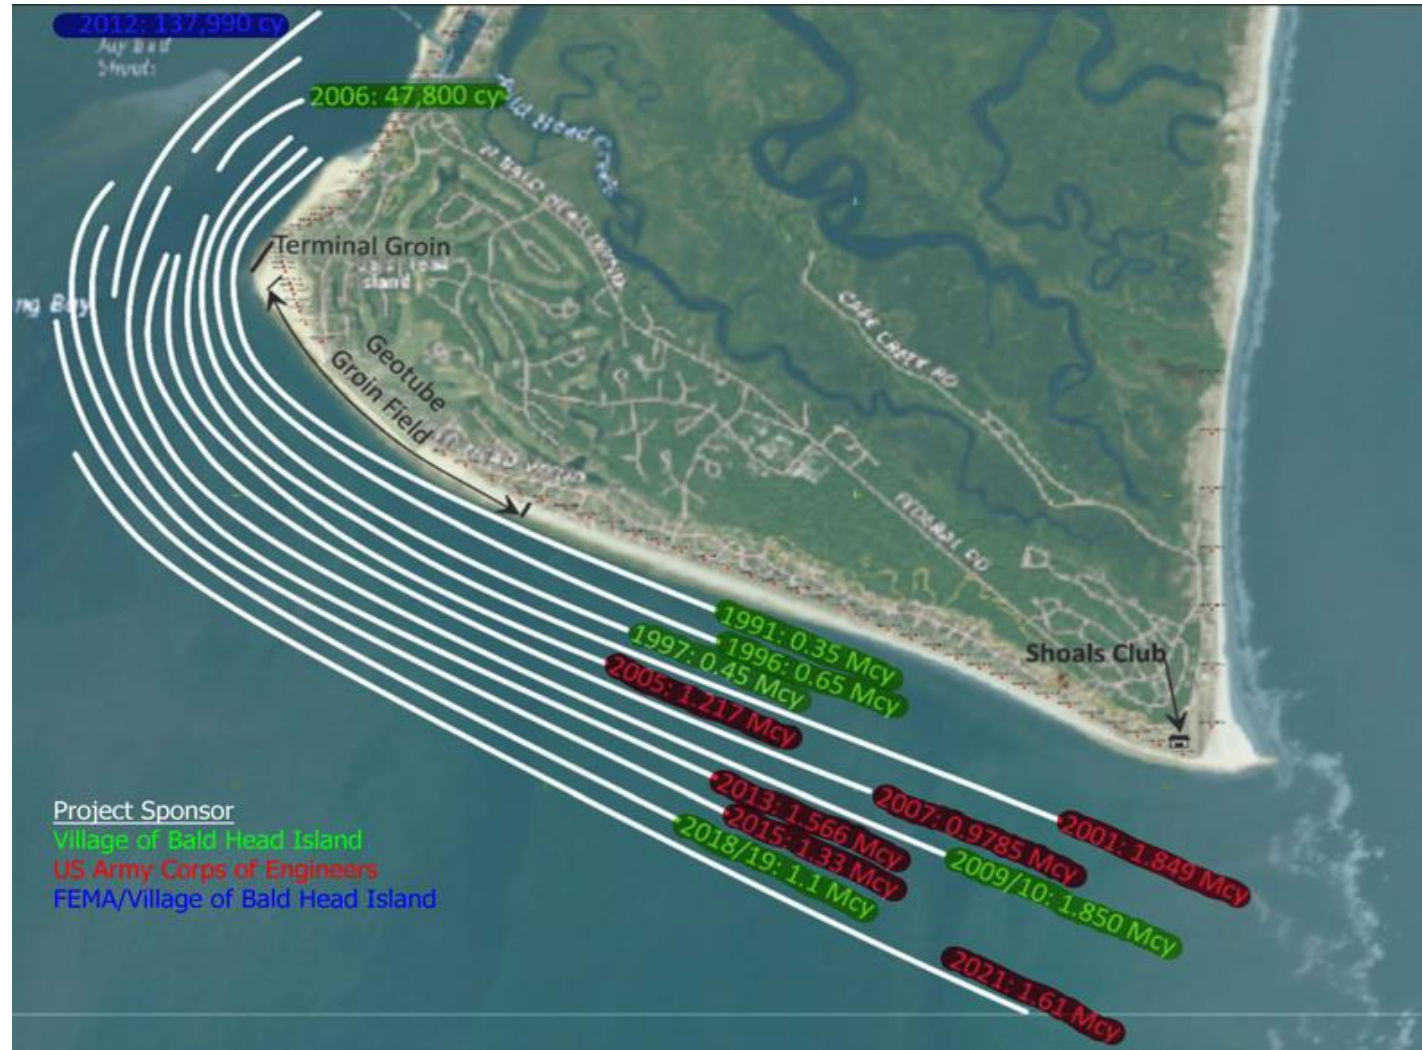 2012: 137,990 cy
2006: 47,800 cy
Terminal Groin
Geotube
Groin Field
CAPE CREEK RD
FEDERAL RD
Shoals Club
1991: 0.35 Mcy
1996: 0.65 Mcy
1997: 0.45 Mcy
2005: 1.217 Mcy
2001: 1.849 Mcy
2007: 0.9785 Mcy
2009/10: 1.850 Mcy
2013: 1.566 Mcy
2015: 1.33 Mcy
2018/19: 1.1 Mcy
2021: 1.61 Mcy
Project Sponsor
Village of Bald Head Island
US Army Corps of Engineers
FEMA/Village of Bald Head Island